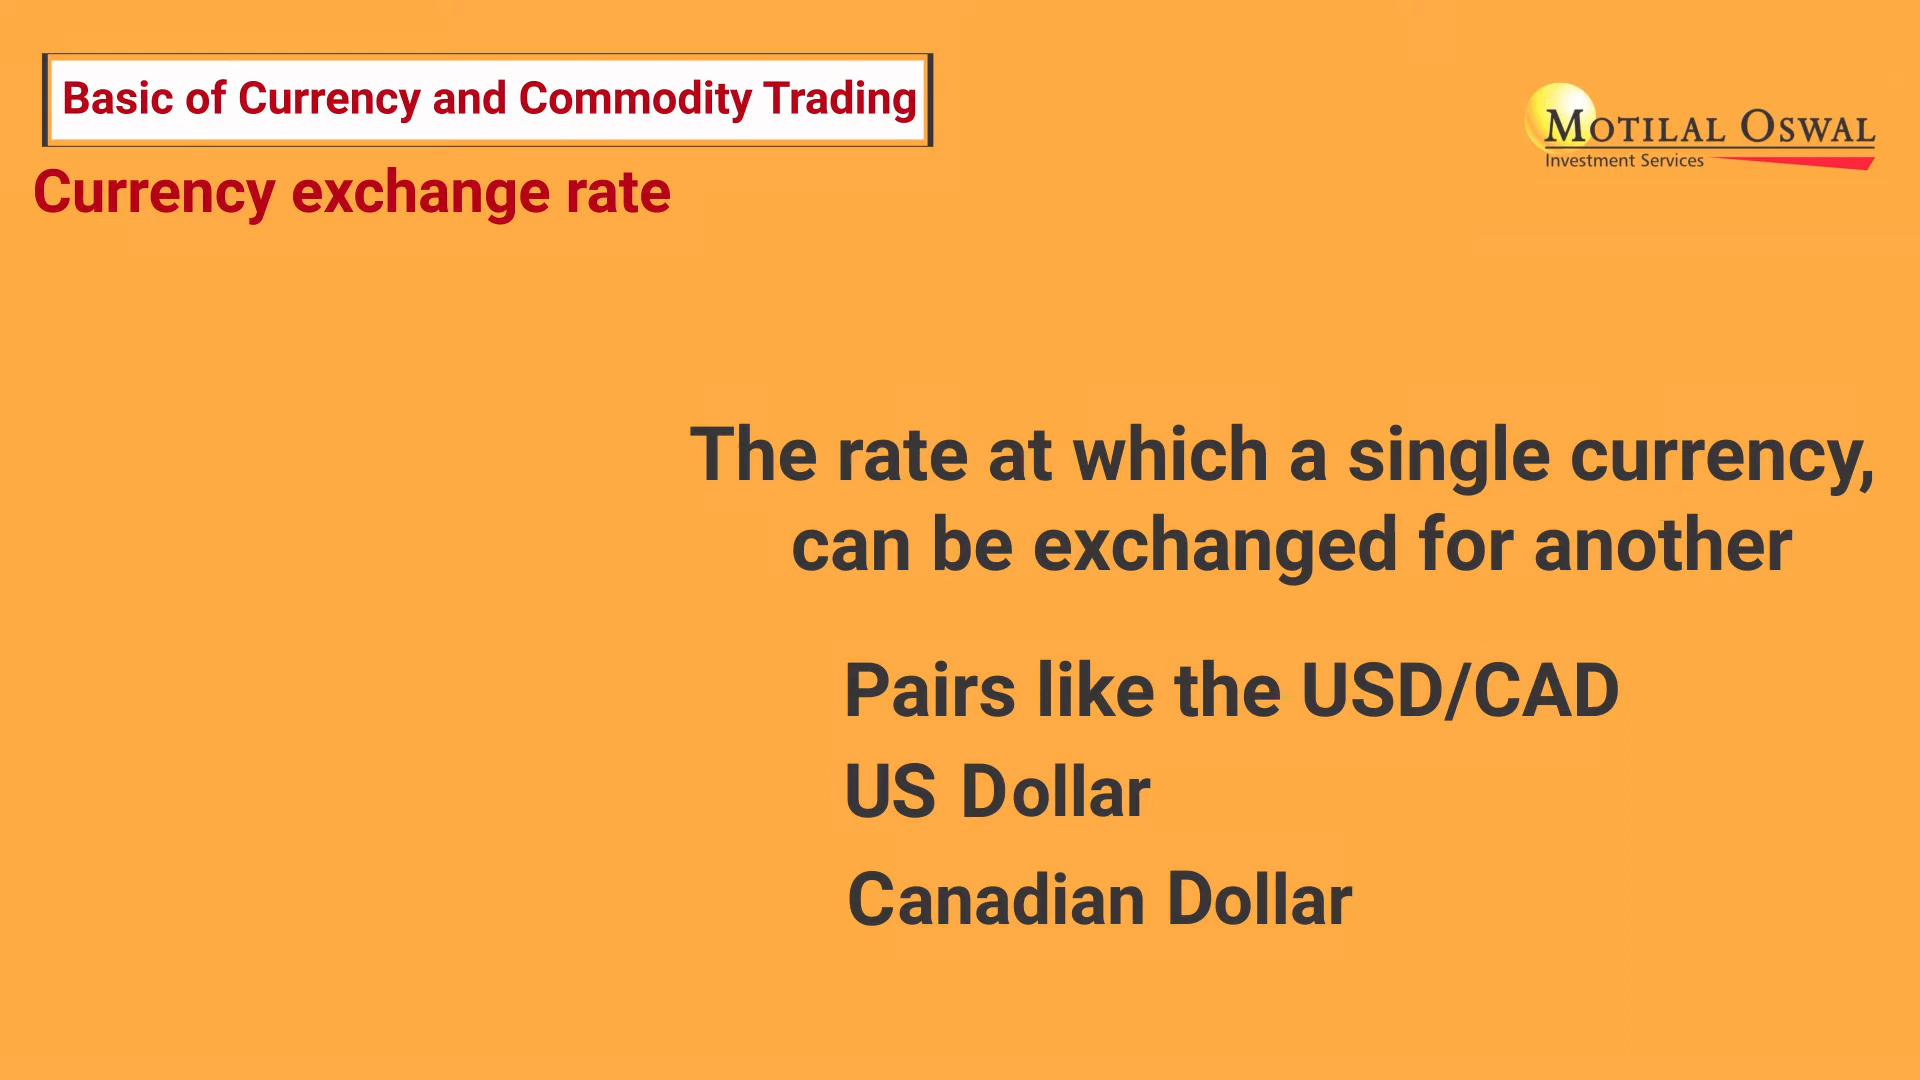 Basic of Currency and Commodity Trading
MOTILAL OSWAL
Investment Services
Currency exchange rate
The rate at which a single currency,
can be exchanged for another
Pairs like the USD/CAD
US Dollar
Canadian Dollar